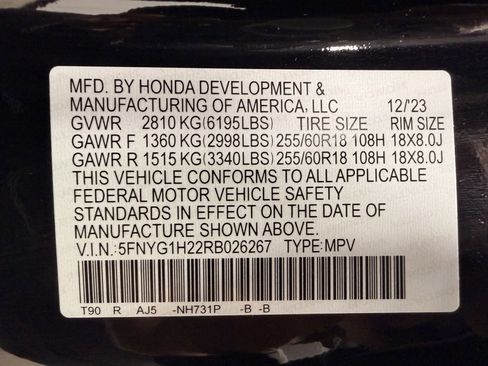 MFD. BY HONDA DEVELOPMENT &
MANUFACTURING OF AMERICA, LLC 12/'23
GVWR 2810 KG(6195LBS) TIRE SIZE RIM SIZE
GAWR F 1360 KG(2998LBS) 255/60R18 108H 18X8.0J
GAWR R 1515 KG(3340LBS) 255/60R18 108H 18X8.0J
THIS VEHICLE CONFORMS TO ALL APPLICABLE
FEDERAL MOTOR VEHICLE SAFETY
STANDARDS IN EFFECT ON THE DATE OF
MANUFACTURE SHOWN ABOVE.
V.I.N.:5FNYG1H22RB026267 TYPE:MPV
T90 R AJ5 -NH731P -B -B